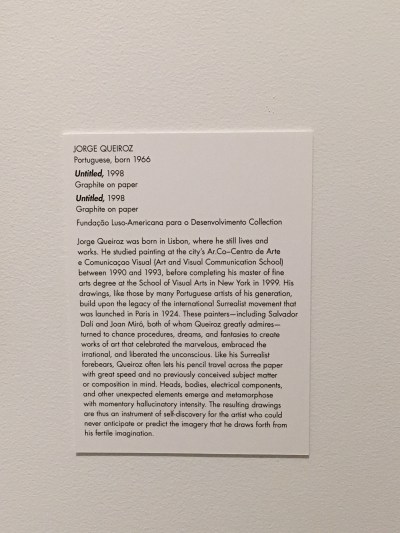 JORGE QUEIROZ
Portuguese, born 1966
Untitled, 1998
Graphite on paper
Untitled, 1998
Graphite on paper
Fundação Luso-Americana para o Desenvolvimento Collection
Jorge Queiroz was born in Lisbon, where he still lives and
works. He studied painting at the city's Ar.Co–Centro de Arte
e Comunicaçao Visual (Art and Visual Communication School)
between 1990 and 1993, before completing his master of fine
arts degree at the School of Visual Arts in New York in 1999. His
drawings, like those by many Portuguese artists of his generation,
build upon the legacy of the international Surrealist movement that
was launched in Paris in 1924. These painters—including Salvador
Dalí and Joan Miró, both of whom Queiroz greatly admires—
turned to chance procedures, dreams, and fantasies to create
works of art that celebrated the marvelous, embraced the
irrational, and liberated the unconscious. Like his Surrealist
forebears, Queiroz often lets his pencil travel across the paper
with great speed and no previously conceived subject matter
or composition in mind. Heads, bodies, electrical components,
and other unexpected elements emerge and metamorphose
with momentary hallucinatory intensity. The resulting drawings
are thus an instrument of self-discovery for the artist who could
never anticipate or predict the imagery that he draws forth from
his fertile imagination.